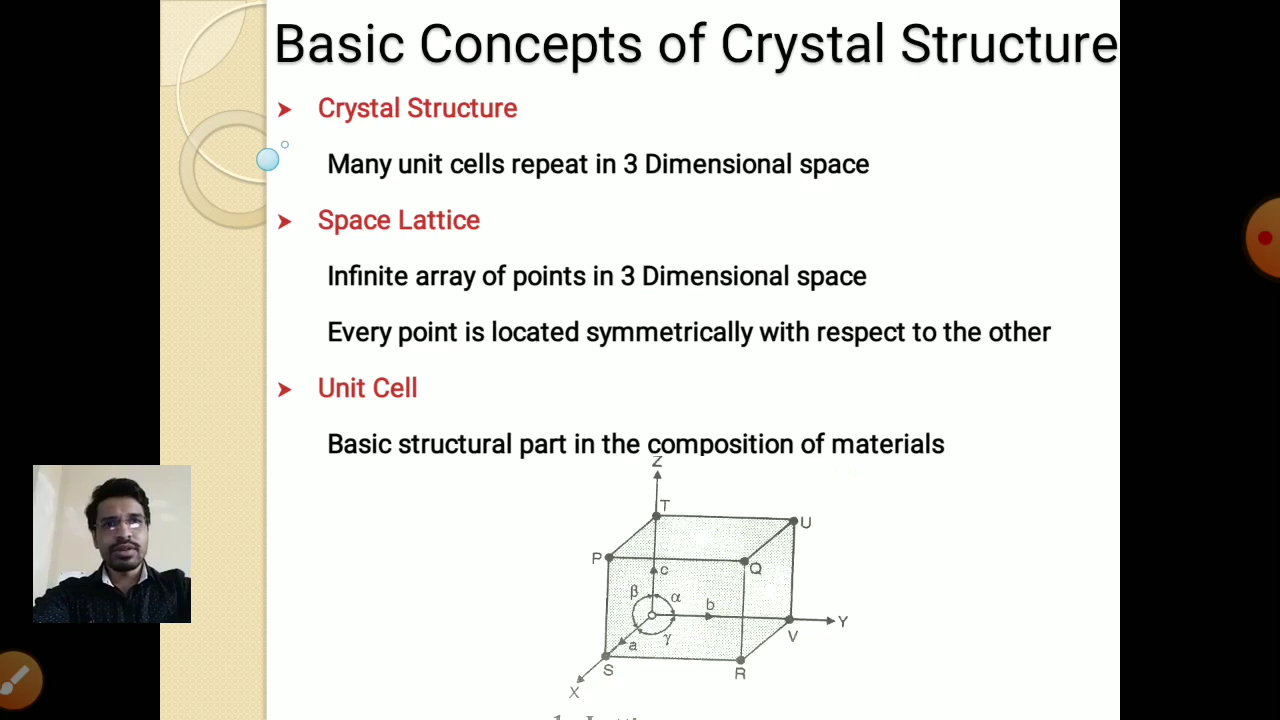 Basic Concepts of Crystal Structure
Crystal Structure
Many unit cells repeat in 3 Dimensional space
Space Lattice
Infinite array of points in 3 Dimensional space
Every point is located symmetrically with respect to the other
Unit Cell
Basic structural part in the composition of materials
Z
T
U
P
Q
c
β
α
b
Y
γ
a
V
S
R
X